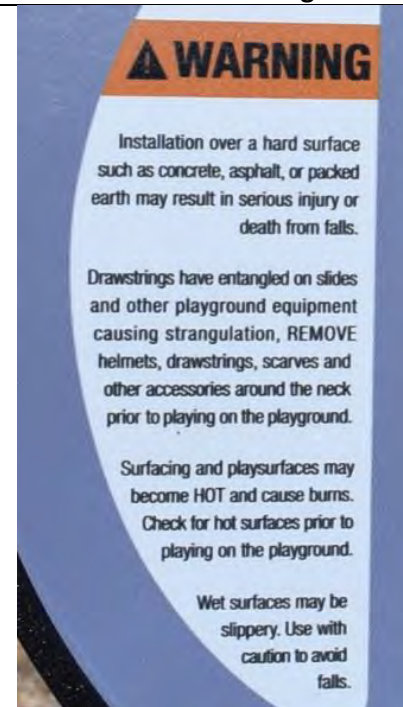 WARNING
Installation over a hard surface
such as concrete, asphalt, or packed
earth may result in serious injury or
death from falls.
Drawstrings have entangled on slides
and other playground equipment
causing strangulation, REMOVE
helmets, drawstrings, scarves and
other accessories around the neck
prior to playing on the playground.
Surfacing and playsurfaces may
become HOT and cause burns.
Check for hot surfaces prior to
playing on the playground.
Wet surfaces may be
slippery. Use with
caution to avoid
falls.